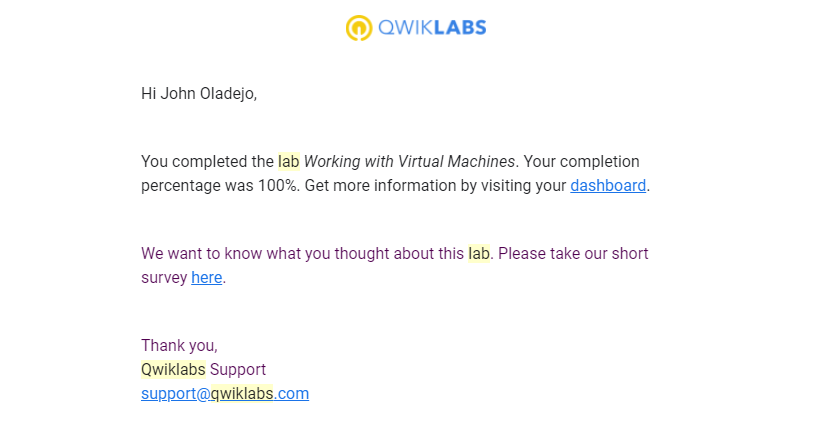 QWIKLABS
Hi John Oladejo,
You completed the lab Working with Virtual Machines. Your completion
percentage was 100%. Get more information by visiting your dashboard.
We want to know what you thought about this lab. Please take our short
survey here.
Thank you,
Qwiklabs Support
support@qwiklabs.com